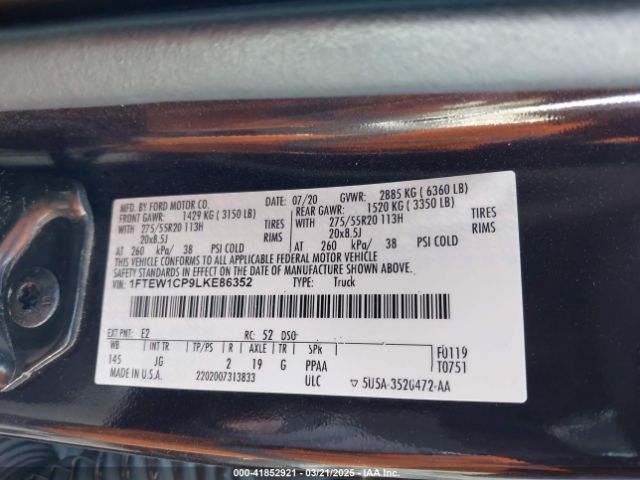 MFD. BY FORD MOTOR CO.
DATE: 07/20 GVWR: 2885 KG ( 6360 LB)
FRONT GAWR: 1429 KG ( 3150 LB)
REAR GAWR: 1520 KG ( 3350 LB)
WITH 275/55R20 113H TIRES
WITH 275/55R20 113H TIRES
20x8.5J RIMS
20x8.5J RIMS
AT 260 kPa/ 38 PSI COLD
AT 260 kPa/ 38 PSI COLD
THIS VEHICLE CONFORMS TO ALL APPLICABLE FEDERAL MOTOR VEHICLE
SAFETY AND THEFT PREVENTION STANDARDS IN EFFECT ON THE DATE OF MANUFACTURE SHOWN ABOVE.
VIN: 1FTEW1CP9LKE86352 TYPE: Truck
EXT PNT: E2 RC: 52 DSO:
WB INT TR TP/PS R AXLE TR SPR
145 JG 2 19 G PPAA
F0119
T0751
MADE IN U.S.A. 2202007313833 ULC
5U5A-3520472-AA
000-41852921 - 03/21/2025 - IAA Inc.